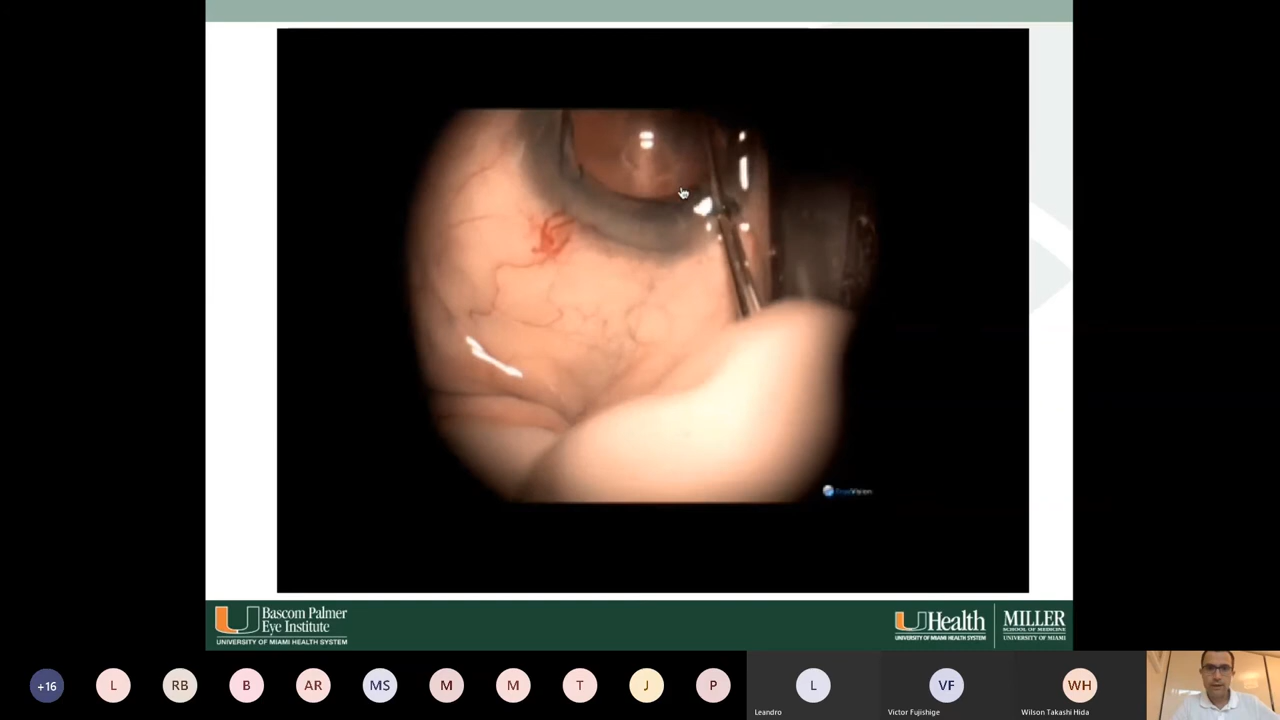 Bascom Palmer
Eye Institute
UNIVERSITY OF MIAMI HEALTH SYSTEM
UHealth
UNIVERSITY OF MIAMI HEALTH SYSTEM
MILLER
SCHOOL OF MEDICINE
UNIVERSITY OF MIAMI
+16
L
RB
B
AR
MS
M
M
T
J
P
L
VF
WH
Leandro
Victor Fujishige
Wilson Takashi Hida